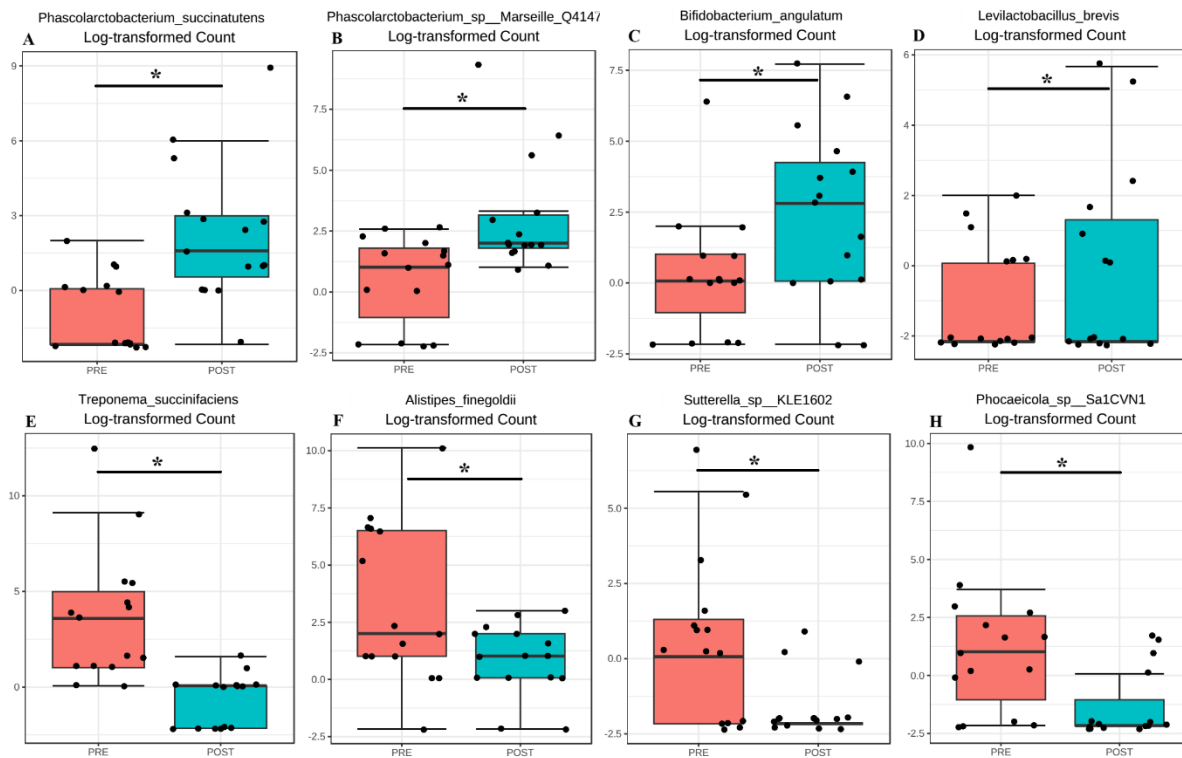 Phascolarctobacterium_succinatutens
A
Log-transformed Count
*
9
6
3
0
PRE
POST
Phascolarctobacterium_sp__Marseille_Q4147
B
Log-transformed Count
*
7.5
5.0
2.5
0.0
-2.5
PRE
POST
Bifidobacterium_angulatum
C
Log-transformed Count
*
7.5
5.0
2.5
0.0
-2.5
PRE
POST
Levilactobacillus_brevis
D
Log-transformed Count
*
6
4
2
0
-2
PRE
POST
Treponema_succinifaciens
E
Log-transformed Count
*
10
5
0
PRE
POST
Alistipes_finegoldii
F
Log-transformed Count
*
10.0
7.5
5.0
2.5
0.0
-2.5
PRE
POST
Sutterella_sp__KLE1602
G
Log-transformed Count
*
5.0
2.5
0.0
-2.5
PRE
POST
Phocaeicola_sp__Sa1CVN1
H
Log-transformed Count
*
10.0
7.5
5.0
2.5
0.0
-2.5
PRE
POST